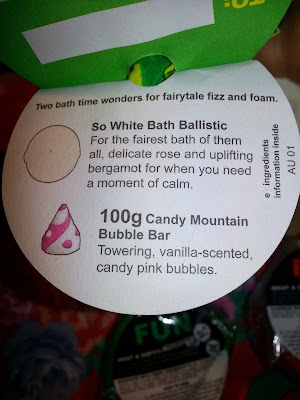 TO:
Two bath time wonders for fairytale fizz and foam.
So White Bath Ballistic
For the fairest bath of them
all, delicate rose and uplifting
bergamot for when you need
a moment of calm.
100g Candy Mountain
Bubble Bar
Towering, vanilla-scented,
candy pink bubbles.
e ingredients
information inside
AU 01
FUN